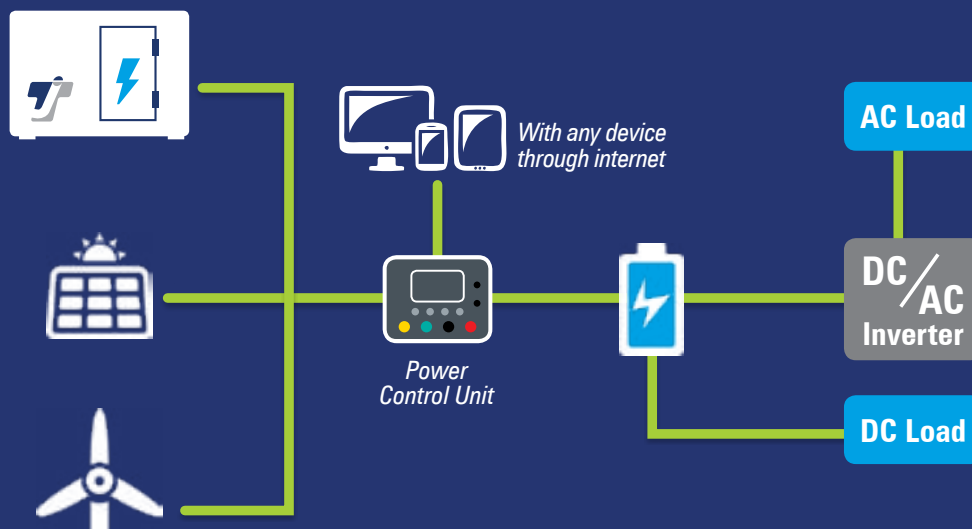 With any device
through internet
AC Load
DC/AC
Inverter
Power
Control Unit
DC Load